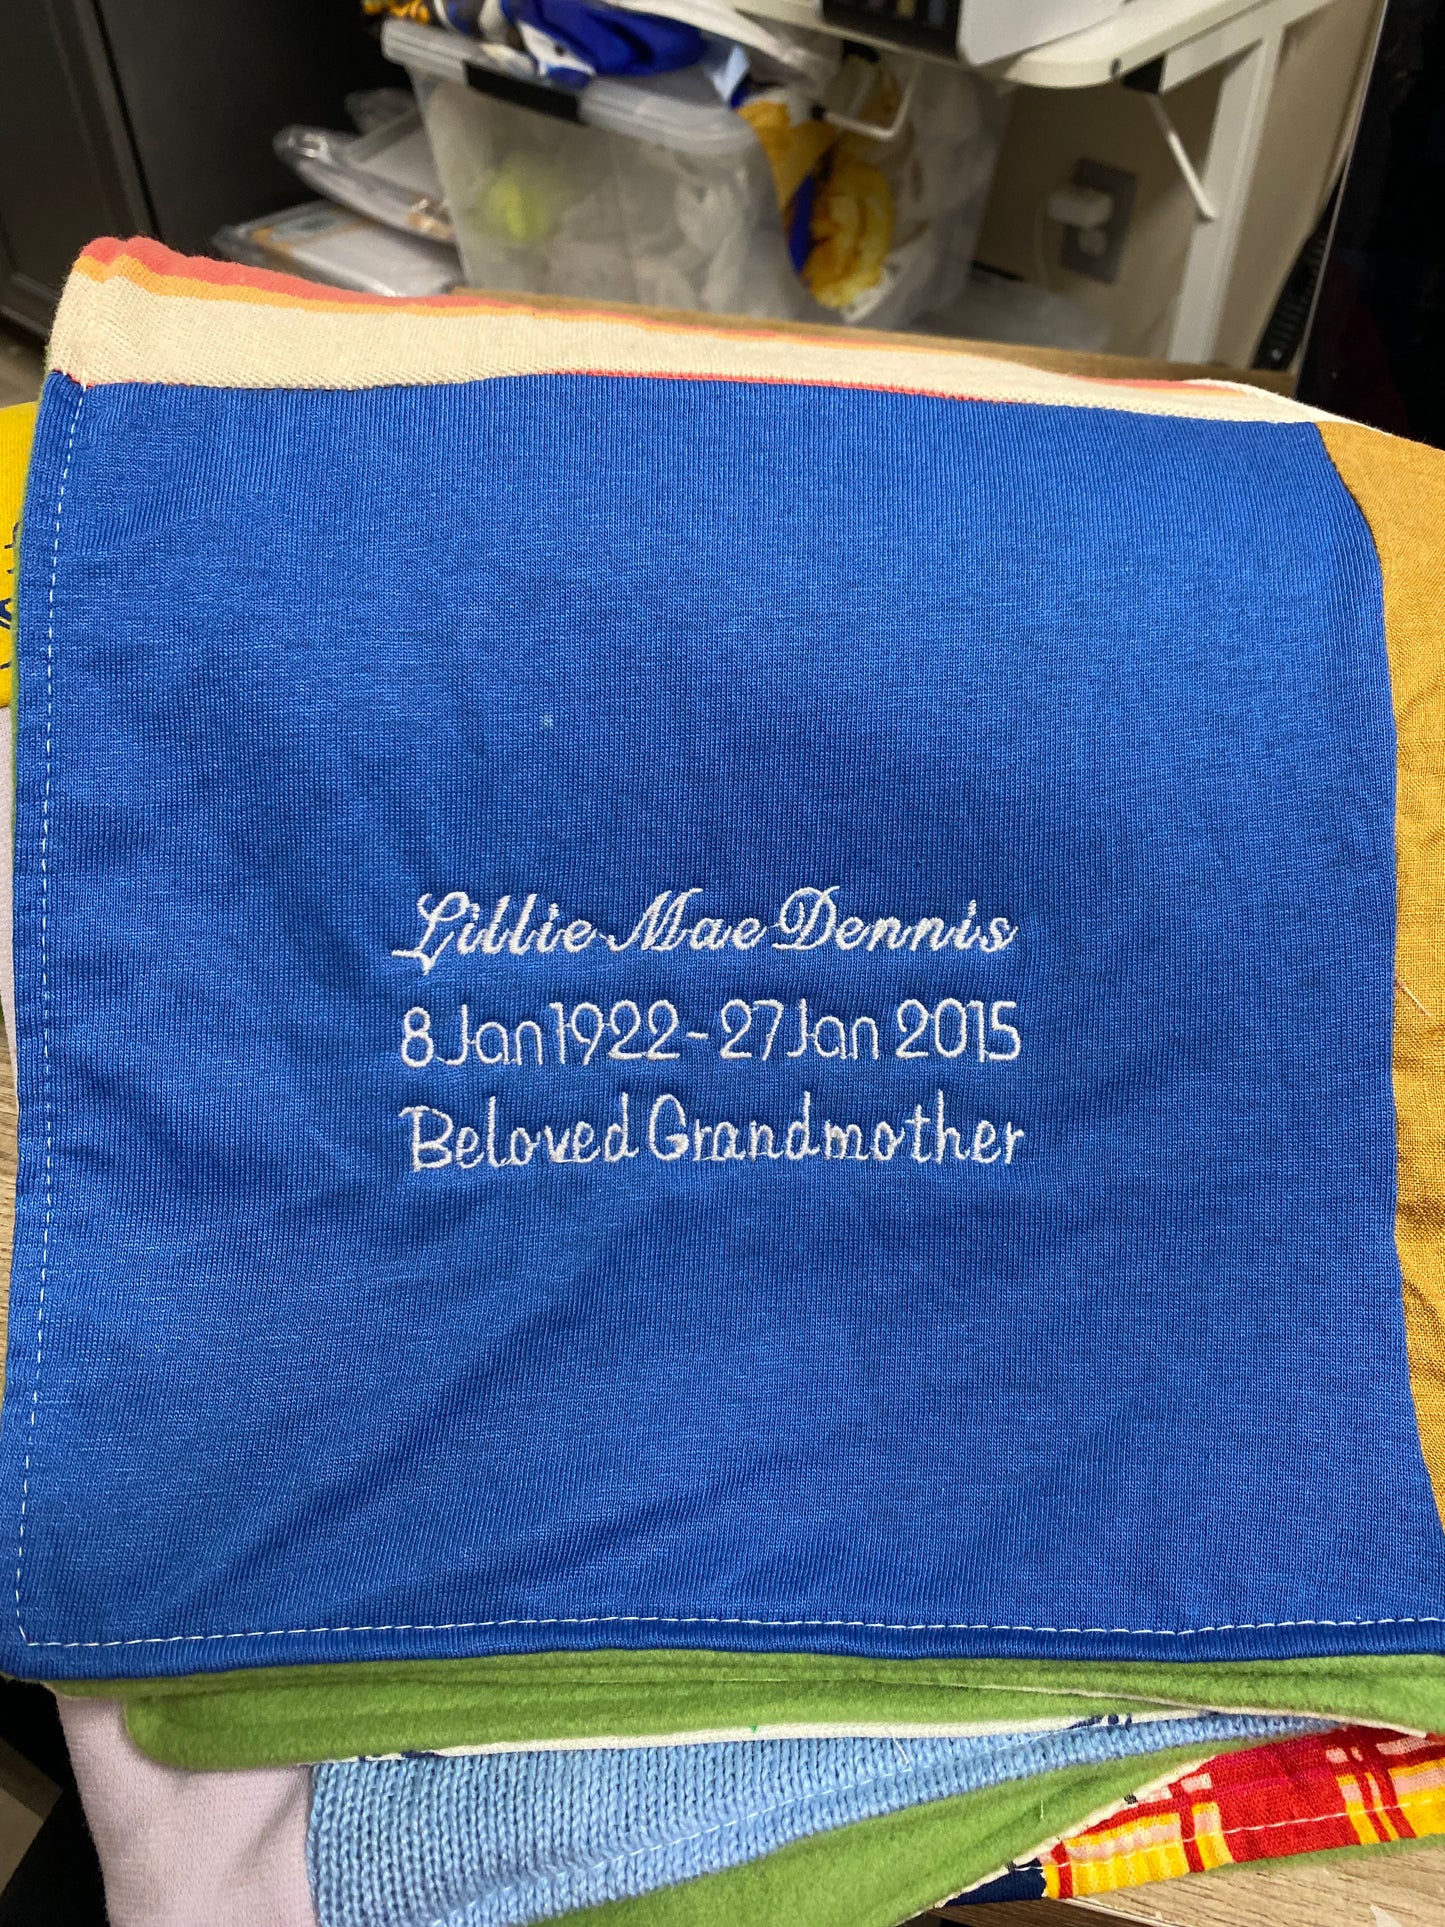 Lillie Mae Dennis
8 Jan 1922 - 27 Jan 2015
Beloved Grandmother